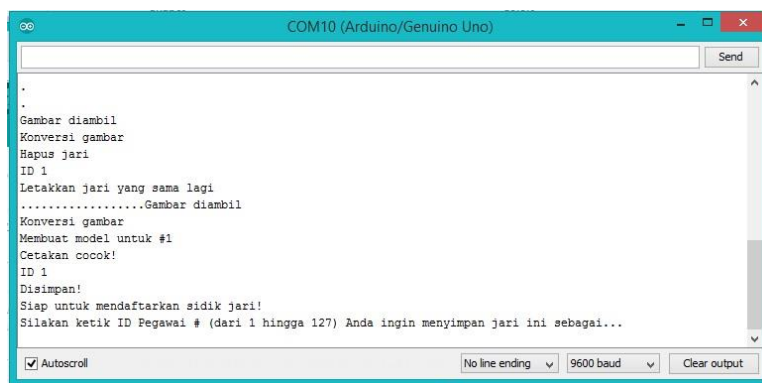 COM10 (Arduino/Genuino Uno)
Send
.
.
Gambar diambil
Konversi gambar
Hapus jari
ID 1
Letakkan jari yang sama lagi
.................Gambar diambil
Konversi gambar
Membuat model untuk #1
Cetakan cocok!
ID 1
Disimpan!
Siap untuk mendaftarkan sidik jari!
Silakan ketik ID Pegawai # (dari 1 hingga 127) Anda ingin menyimpan jari ini sebagai...
Autoscroll No line ending 9600 baud Clear output